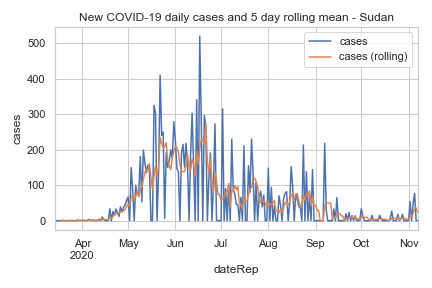 New COVID-19 daily cases and 5 day rolling mean - Sudan
cases
cases (rolling)
500
400
300
200
100
0
cases
Apr
2020
May
Jun
Jul
Aug
Sep
Oct
Nov
dateRep